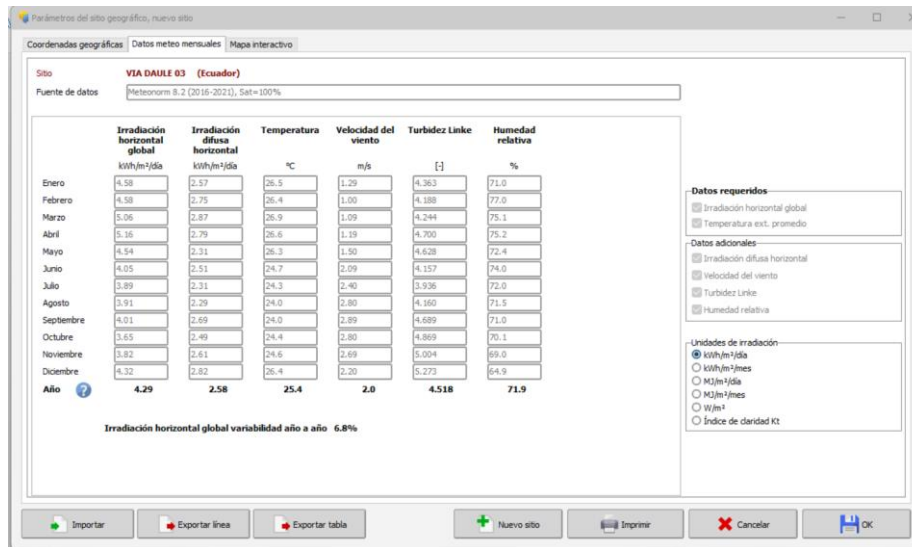 Parámetros del sitio geográfico, nuevo sitio
Coordenadas geográficas Datos meteo mensuales Mapa interactivo
Sitio VIA DAULE 03 (Ecuador)
Fuente de datos Meteonorm 8.2 (2016-2021), Sat=100%
Irradiación horizontal global Irradiación difusa horizontal Temperatura Velocidad del viento Turbidez Linke Humedad relativa
kWh/m²/día kWh/m²/día °C m/s [-] %
Enero 4.58 2.57 26.5 1.29 4.363 71.0
Febrero 4.58 2.75 26.4 1.00 4.188 77.0
Marzo 5.06 2.87 26.9 1.09 4.244 75.1
Abril 5.16 2.79 26.6 1.19 4.700 75.2
Mayo 4.54 2.31 26.3 1.50 4.628 72.4
Junio 4.05 2.51 24.7 2.09 4.157 74.0
Julio 3.89 2.31 24.3 2.40 3.936 72.0
Agosto 3.91 2.29 24.0 2.80 4.160 71.5
Septiembre 4.01 2.69 24.0 2.89 4.689 71.0
Octubre 3.65 2.49 24.4 2.80 4.869 70.1
Noviembre 3.82 2.61 24.6 2.69 5.004 69.0
Diciembre 4.32 2.82 26.4 2.20 5.273 64.9
Año ? 4.29 2.58 25.4 2.0 4.518 71.9
Irradiación horizontal global variabilidad año a año 6.8%
Datos requeridos
Irradiación horizontal global
Temperatura ext. promedio
Datos adicionales
Irradiación difusa horizontal
Velocidad del viento
Turbidez Linke
Humedad relativa
Unidades de irradiación
kWh/m²/día
kWh/m²/mes
MJ/m²/día
MJ/m²/mes
W/m²
Índice de claridad Kt
Importar Exportar línea Exportar tabla Nuevo sitio Imprimir Cancelar OK